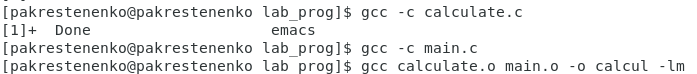 [pakrestenenko@pakrestenenko lab_prog]$ gcc -c calculate.c
[1]+  Done                    emacs
[pakrestenenko@pakrestenenko lab_prog]$ gcc -c main.c
[pakrestenenko@pakrestenenko lab_prog]$ gcc calculate.o main.o -o calcul -lm